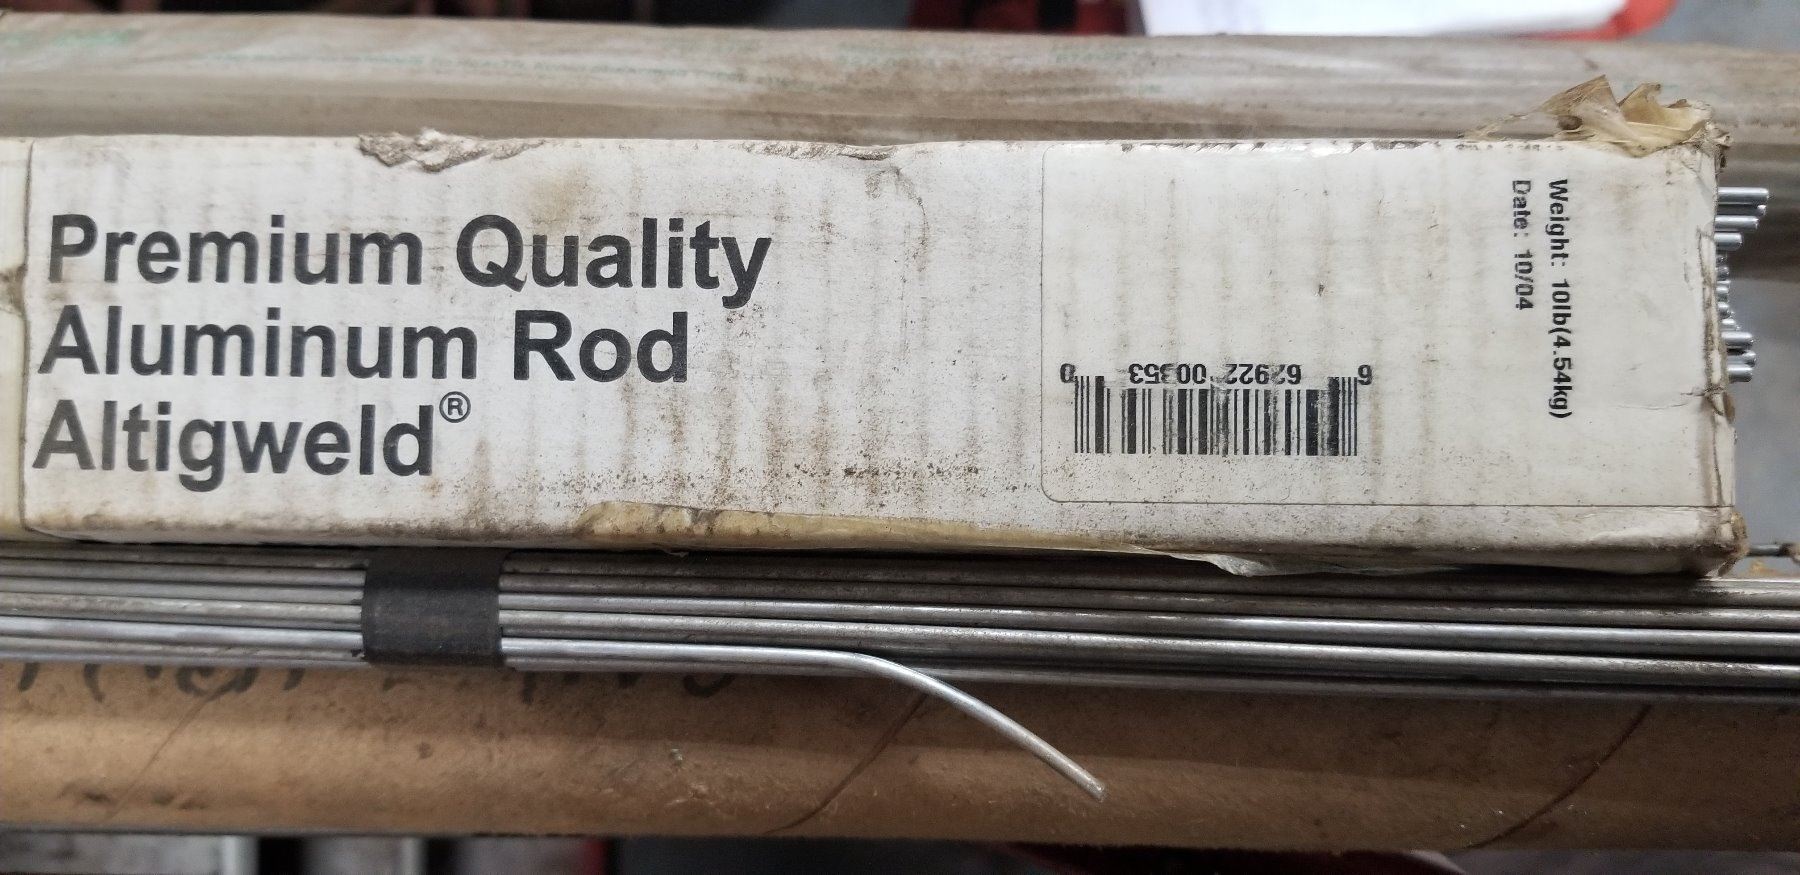 Premium Quality
Aluminum Rod
Altigweld®
Weight: 10lb(4.54kg)
Date: 10/04
6 62922 00353 0